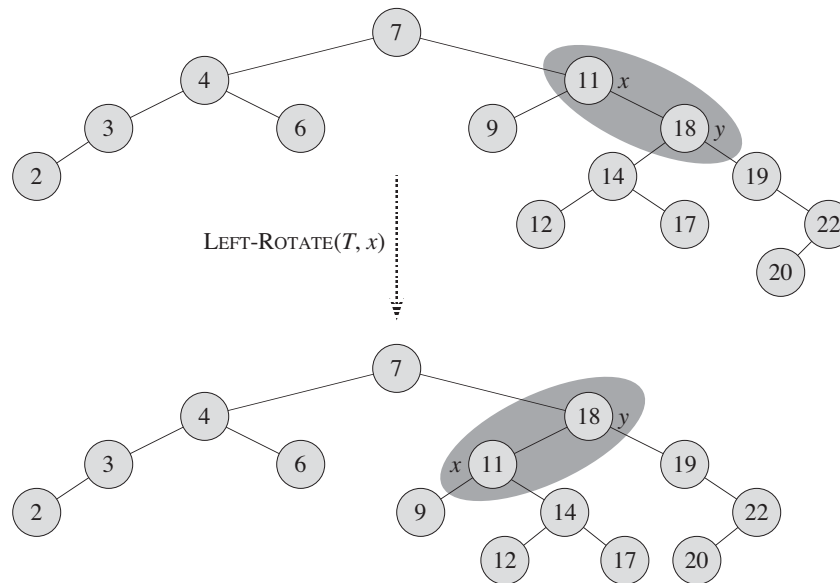 7
4 11 x
3 6 9 18 y
2 14 19
12 17 22
LEFT-ROTATE(T, x)
20
7
4 18 y
3 6 x 11 19
2 9 14 22
12 17 20